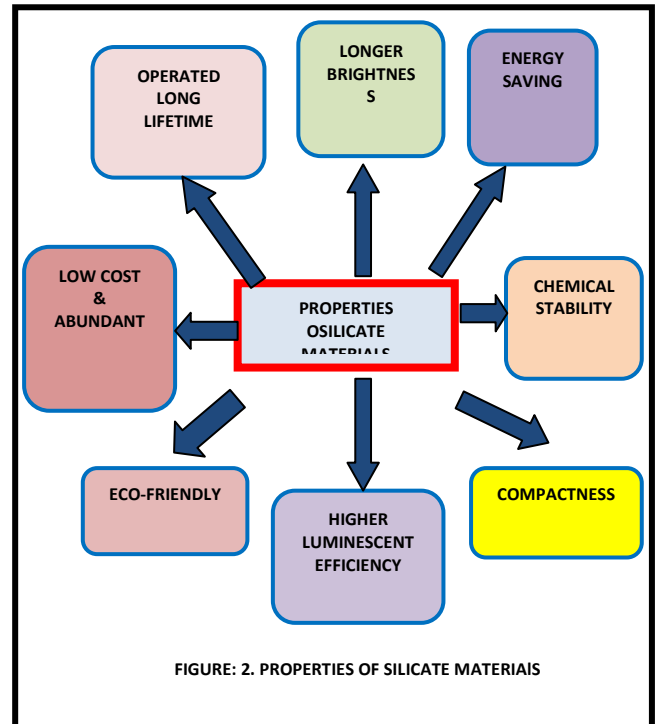 OPERATED
LONG
LIFETIME
LONGER
BRIGHTNES
S
ENERGY
SAVING
LOW COST
&
ABUNDANT
PROPERTIES
OSILICATE
MATERIALS
CHEMICAL
STABILITY
ECO-FRIENDLY
HIGHER
LUMINESCENT
EFFICIENCY
COMPACTNESS
FIGURE: 2. PROPERTIES OF SILICATE MATERIAlS